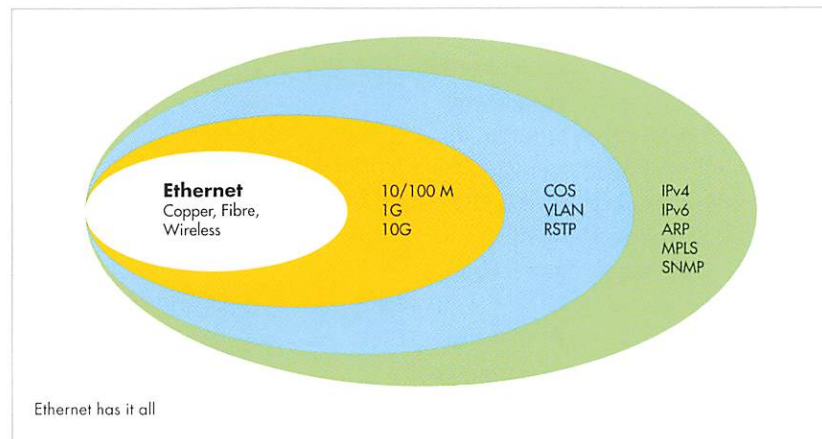 Ethernet
Copper, Fibre,
Wireless
10/100 M
1G
10G
COS
VLAN
RSTP
IPv4
IPv6
ARP
MPLS
SNMP
Ethernet has it all